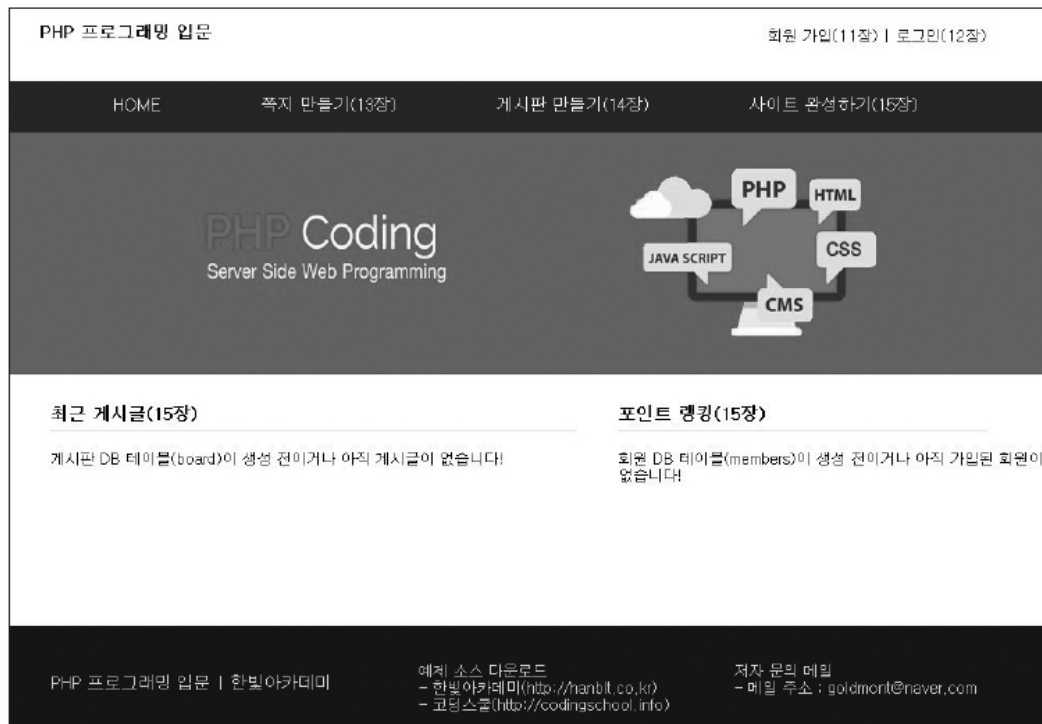 PHP 프로그래밍 입문
회원 가입(11장) | 로그인(12장)
HOME
쪽지 만들기(13장)
게시판 만들기(14장)
사이트 완성하기(15장)
PHP Coding
Server Side Web Programming
PHP
HTML
JAVA SCRIPT
CSS
CMS
최근 게시글(15장)
게시판 DB 테이블(board)이 생성 전이거나 아직 게시글이 없습니다!
포인트 랭킹(15장)
회원 DB 테이블(members)이 생성 전이거나 아직 가입된 회원이
없습니다!
PHP 프로그래밍 입문 | 한빛아카데미
예제 소스 다운로드
- 한빛아카데미(http://hanbit.co.kr)
- 코딩스쿨(http://codingschool.info)
저자 문의 메일
- 메일 주소 : goldmont@naver.com